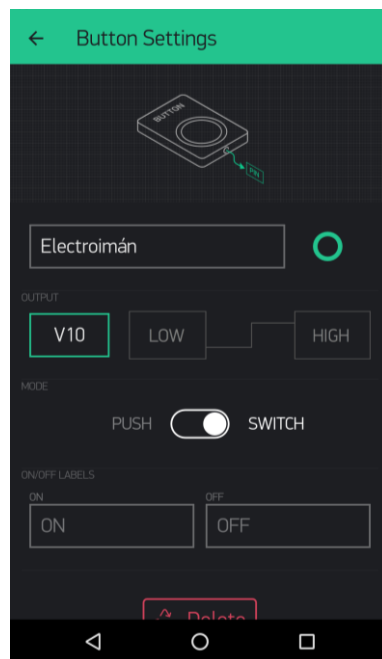 Button Settings
BUTTON
PIN
Electroimán
OUTPUT
V10 LOW HIGH
MODE
PUSH SWITCH
ON/OFF LABELS
ON OFF
ON OFF
Delete